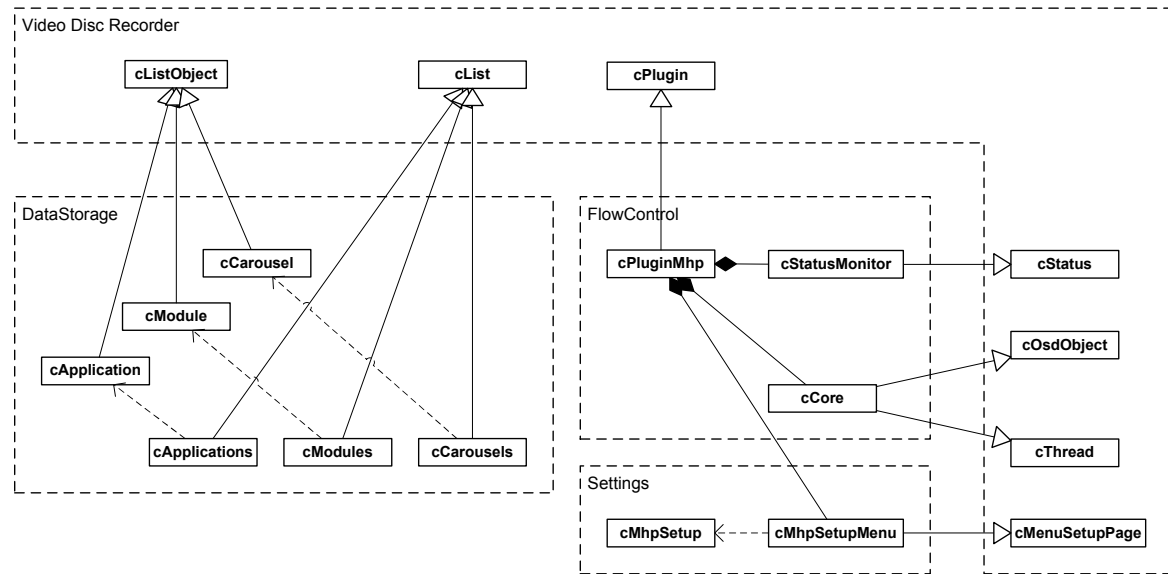 Video Disc Recorder
cListObject
cList
cPlugin
DataStorage
FlowControl
cCarousel
cPluginMhp
cStatusMonitor
cStatus
cModule
cOsdObject
cApplication
cCore
cApplications
cModules
cCarousels
cThread
Settings
cMhpSetup
cMhpSetupMenu
cMenuSetupPage